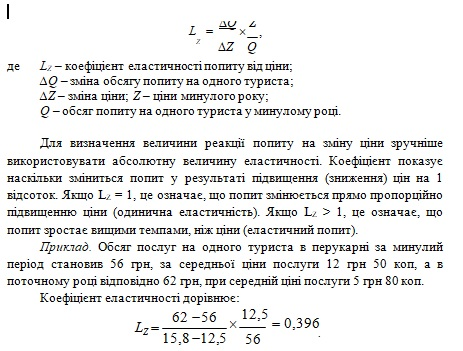 L_Z = ΔQ/ΔZ × Z/Q,
де L_Z – коефіцієнт еластичності попиту від ціни;
ΔQ – зміна обсягу попиту на одного туриста;
ΔZ – зміна ціни; Z – ціни минулого року;
Q – обсяг попиту на одного туриста у минулому році.
Для визначення величини реакції попиту на зміну ціни зручніше
використовувати абсолютну величину еластичності. Коефіцієнт показує
наскільки зміниться попит у результаті підвищення (зниження) цін на 1
відсоток. Якщо L_Z = 1, це означає, що попит змінюється прямо пропорційно
підвищенню ціни (одинична еластичність). Якщо L_Z > 1, це означає, що
попит зростає вищими темпами, ніж ціни (еластичний попит).
Приклад. Обсяг послуг на одного туриста в перукарні за минулий
період становив 56 грн, за середньої ціни послуги 12 грн 50 коп, а в
поточному році відповідно 62 грн, при середній ціні послуги 5 грн 80 коп.
Коефіцієнт еластичності дорівнює:
L_Z = (62 – 56)/(15,8 – 12,5) × 12,5/56 = 0,396 .